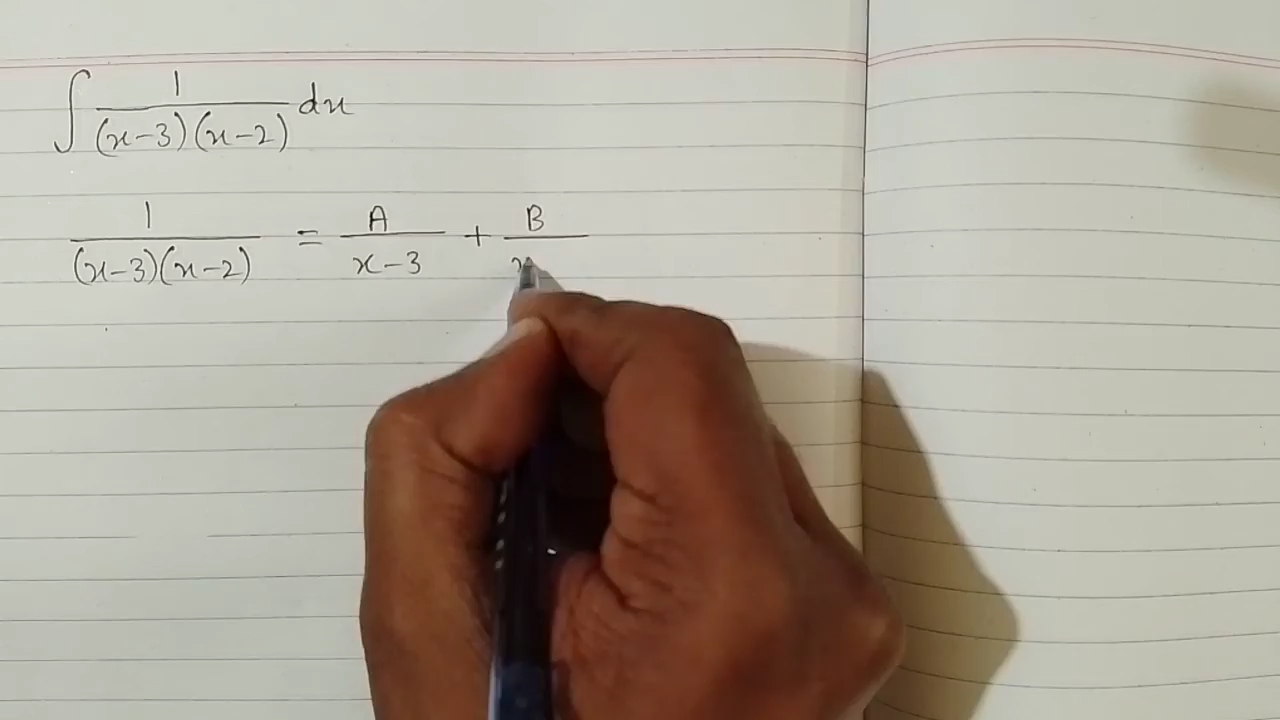 ∫ 1/((x-3)(x-2)) dx
1/((x-3)(x-2)) = A/(x-3) + B/x